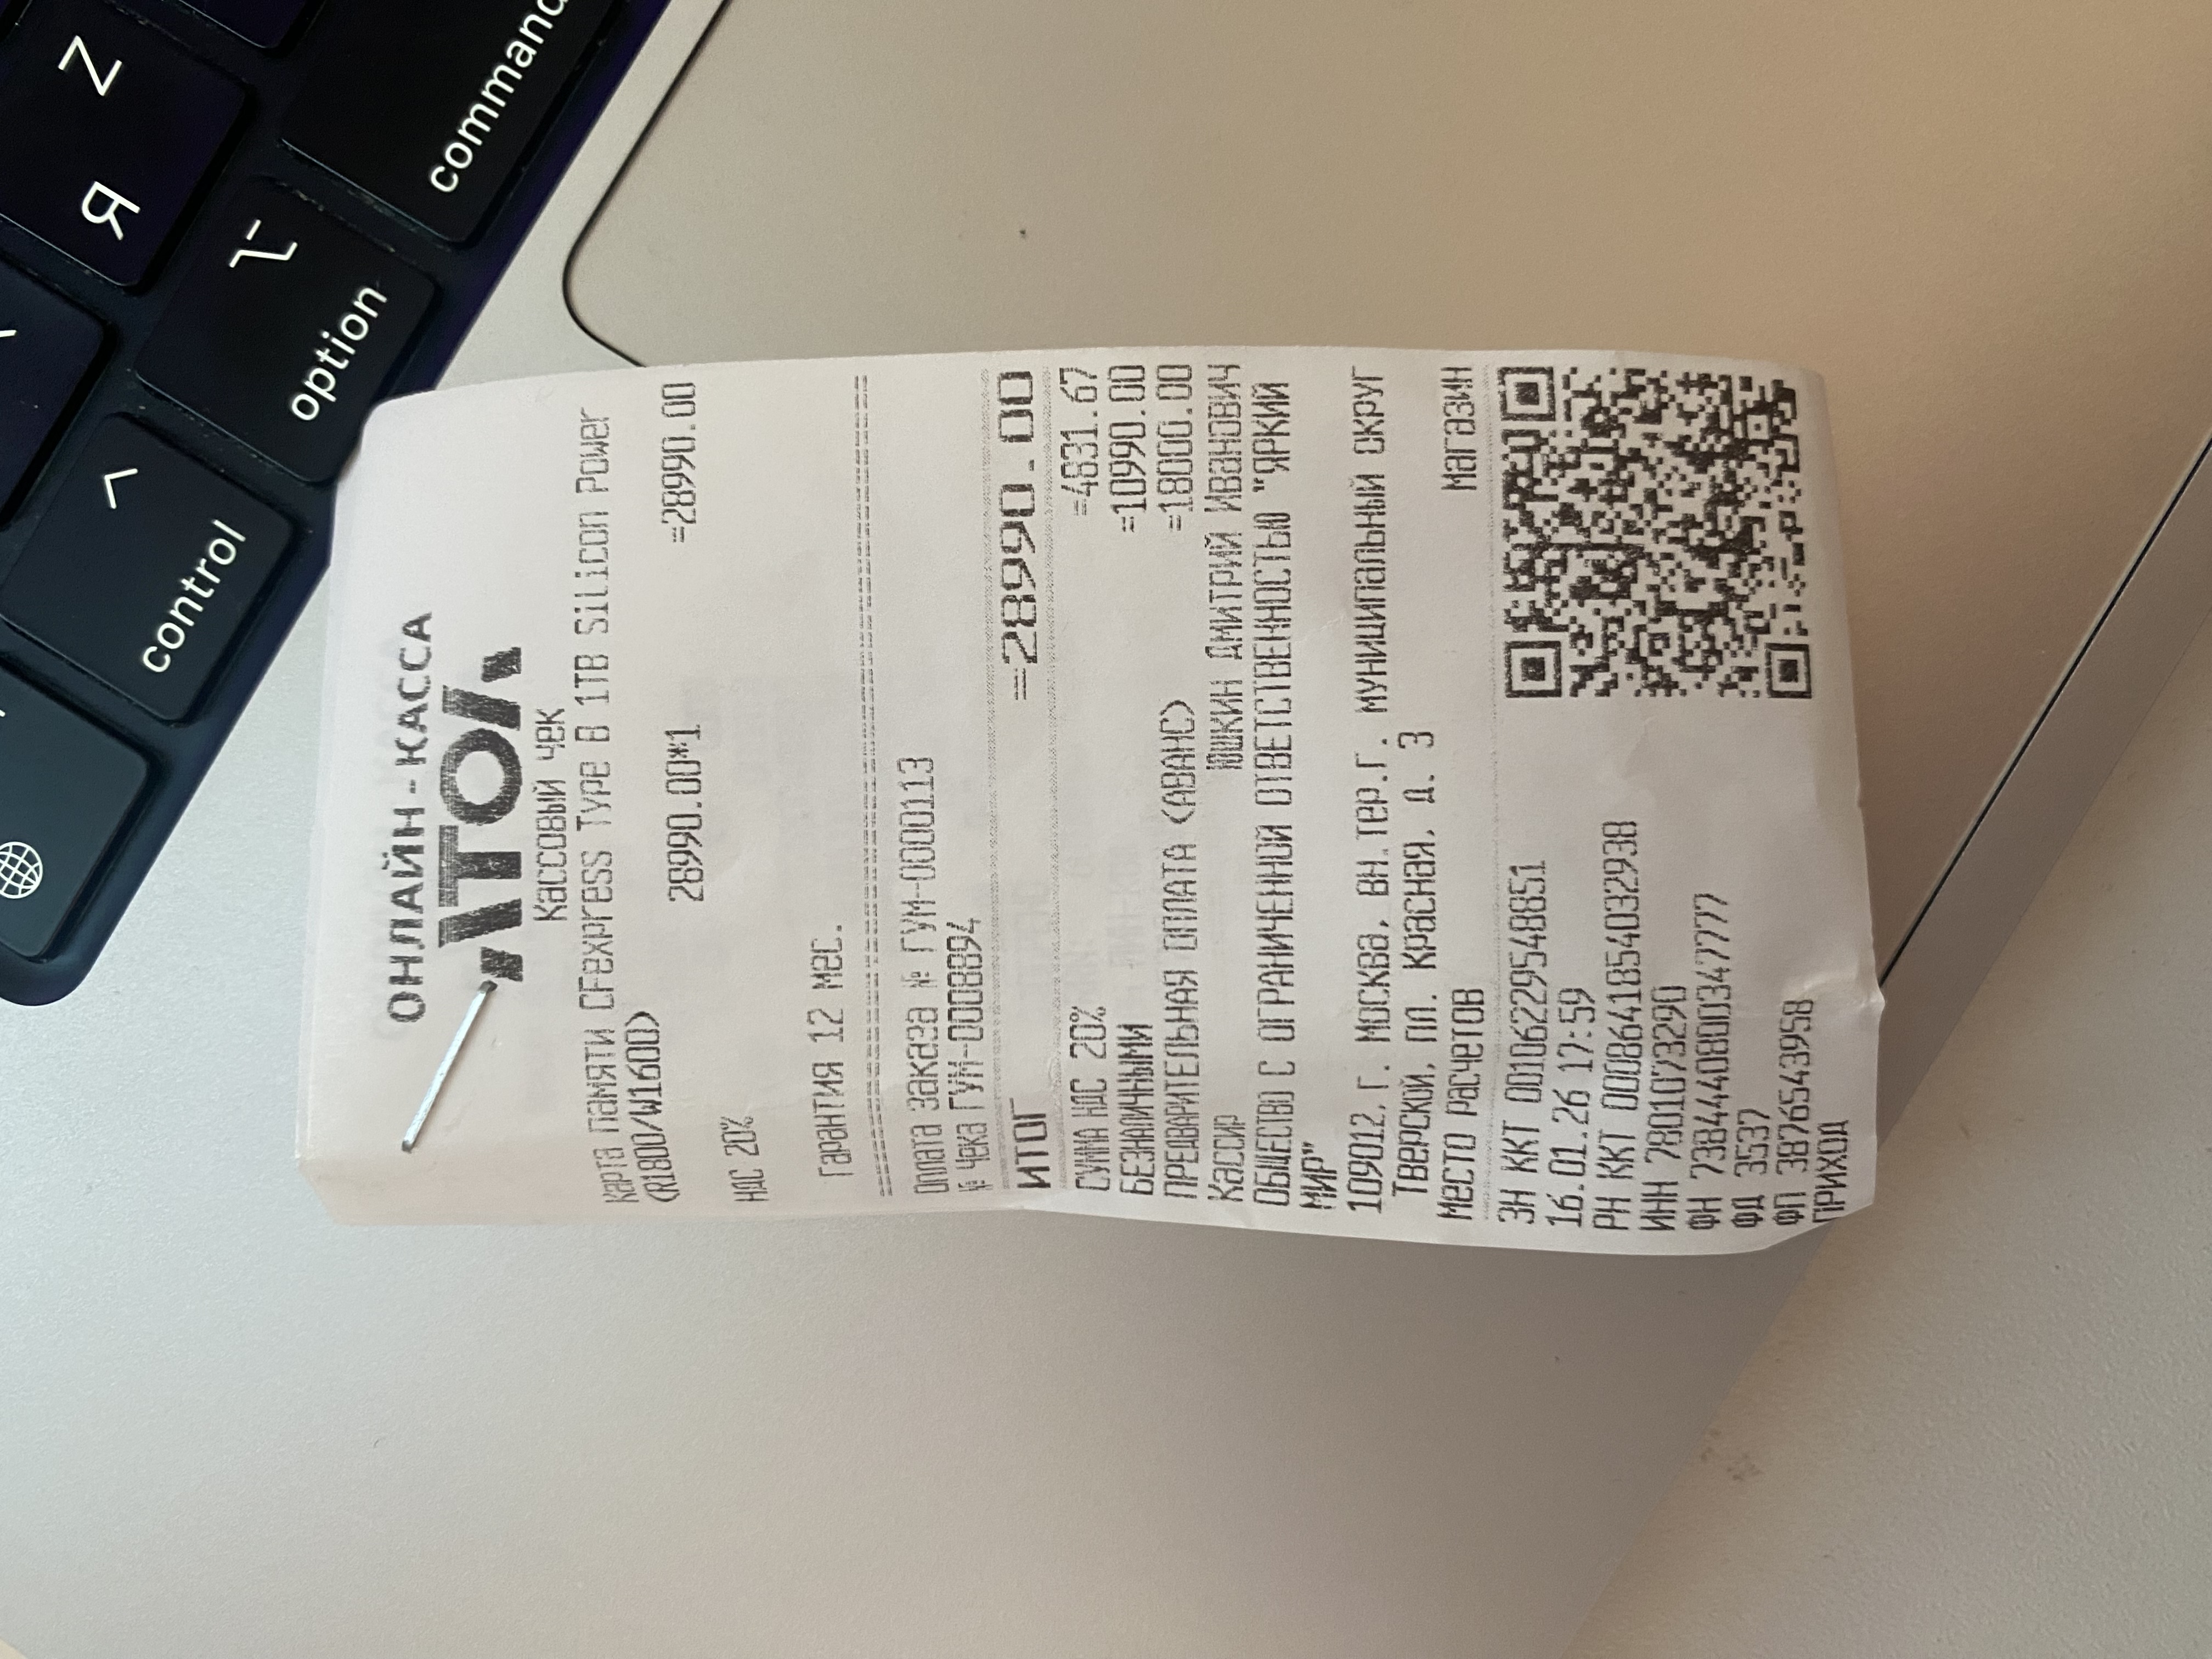 Z
Я
command
option
control
ОНЛАЙН-КАССА
АТОЛ
Кассовый чек
Карта памяти CFexpress Type B 1TB Silicon Power
(R1800/W1600)
28990.00*1 =28990.00
НДС 20%
Гарантия 12 мес.
Оплата заказа № ГУМ-0000113
№ чека ГУМ-0008894
ИТОГ =28990.00
СУММА НДС 20% =4831.67
БЕЗНАЛИЧНЫМИ =10990.00
ПРЕДВАРИТЕЛЬНАЯ ОПЛАТА (АВАНС) =18000.00
Кассир Юшкин Дмитрий Иванович
ОБЩЕСТВО С ОГРАНИЧЕННОЙ ОТВЕТСТВЕННОСТЬЮ "ЯРКИЙ
МИР"
109012, Г. Москва, вн.тер.г. муниципальный округ
Тверской, пл. Красная, д. 3
Место расчетов Магазин
ЗН ККТ 00106229548851
16.01.26 17:59
РН ККТ 0008641854032938
ИНН 7801073290
ФН 7384440800347777
ФД 3537
ФП 3876543958
ПРИХОД